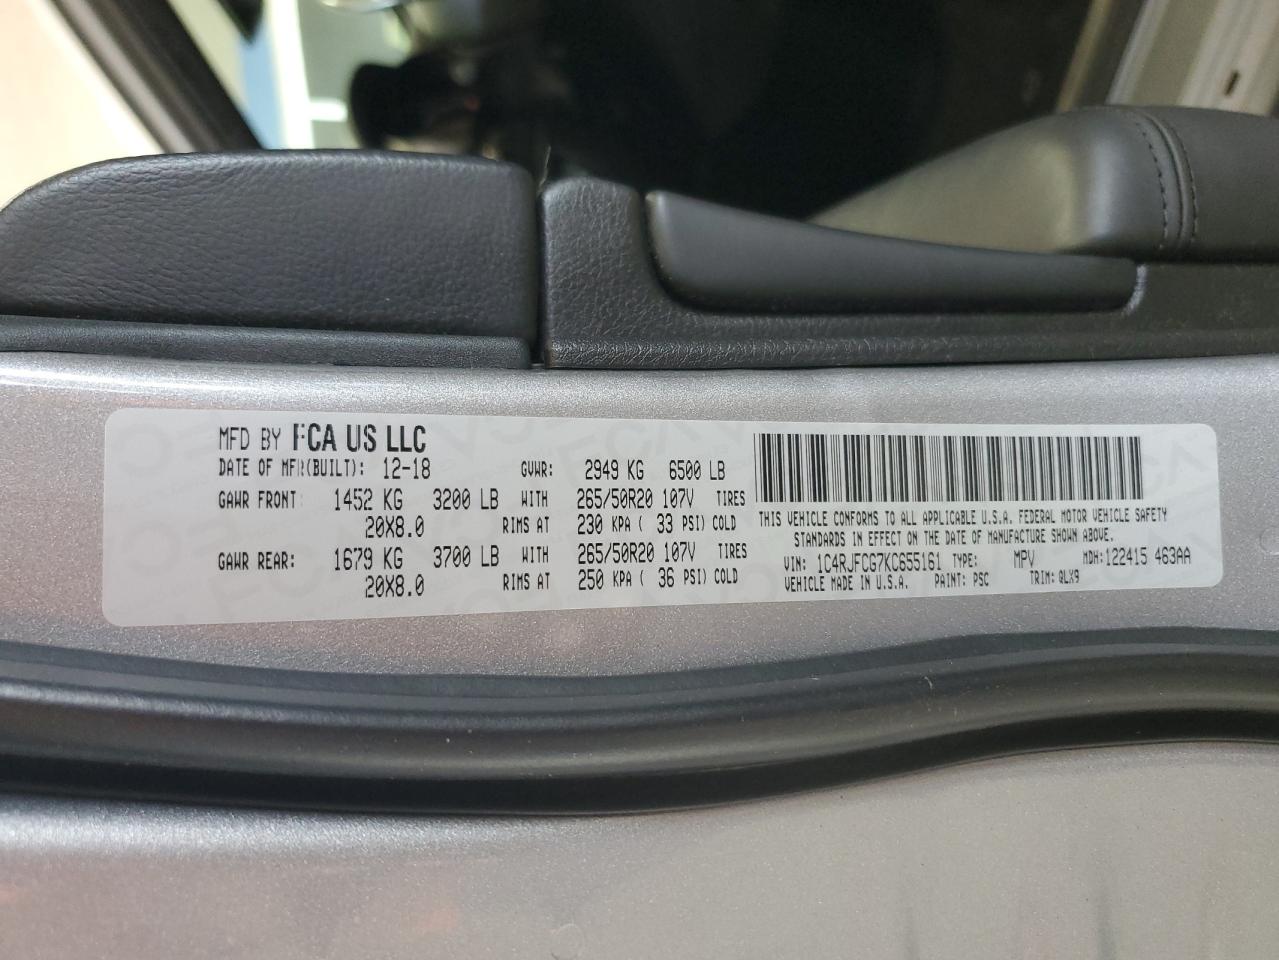 MFD BY FCA US LLC
DATE OF MFR(BUILT): 12-18 GVWR: 2949 KG 6500 LB
GAWR FRONT: 1452 KG 3200 LB WITH 265/50R20 107V TIRES
20X8.0 RIMS AT 230 KPA ( 33 PSI) COLD
GAWR REAR: 1679 KG 3700 LB WITH 265/50R20 107V TIRES
20X8.0 RIMS AT 250 KPA ( 36 PSI) COLD
THIS VEHICLE CONFORMS TO ALL APPLICABLE U.S.A. FEDERAL MOTOR VEHICLE SAFETY
STANDARDS IN EFFECT ON THE DATE OF MANUFACTURE SHOWN ABOVE.
VIN: 1C4RJFCG7KC655161 TYPE: MPV MDH: 122415 463AA
VEHICLE MADE IN U.S.A. PAINT: PSC TRIM: QLX9